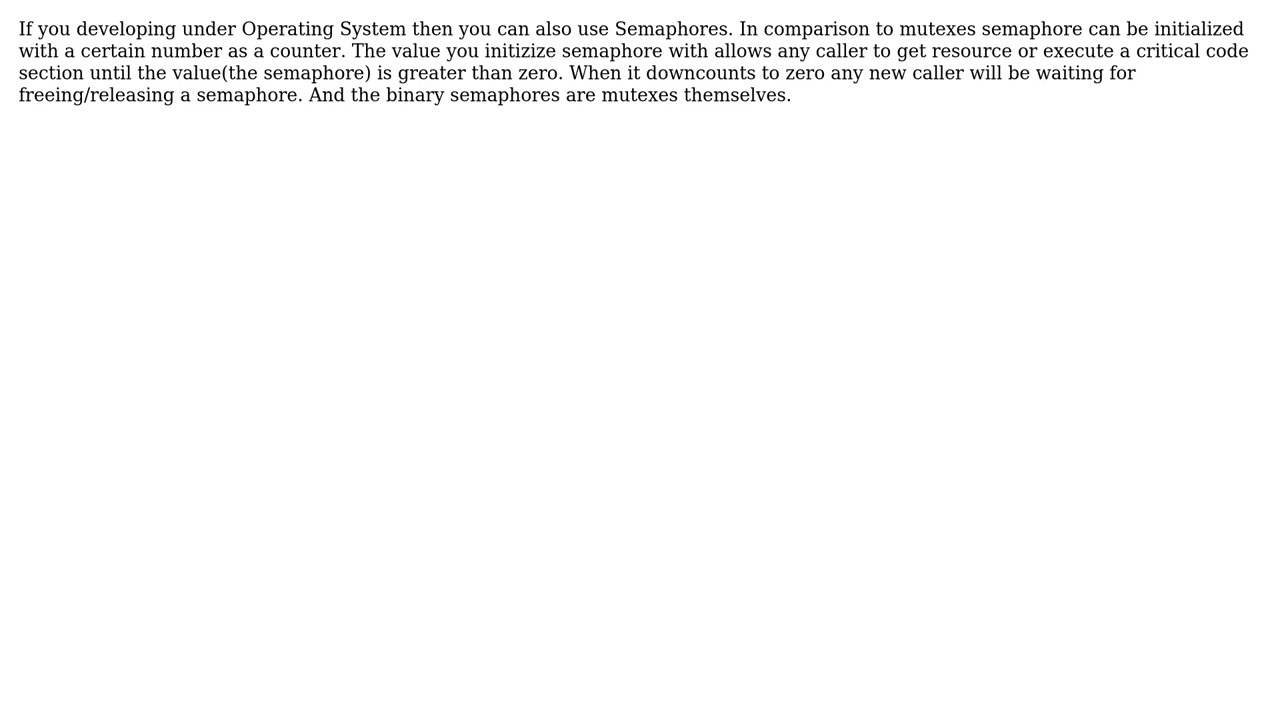 If you developing under Operating System then you can also use Semaphores. In comparison to mutexes semaphore can be initialized
with a certain number as a counter. The value you initizize semaphore with allows any caller to get resource or execute a critical code
section until the value(the semaphore) is greater than zero. When it downcounts to zero any new caller will be waiting for
freeing/releasing a semaphore. And the binary semaphores are mutexes themselves.